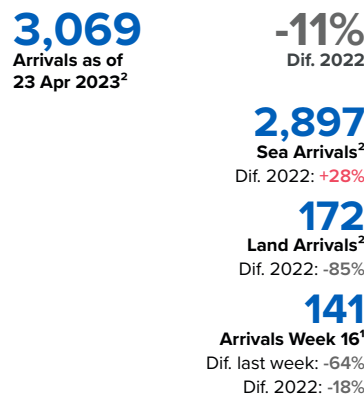 3,069
Arrivals as of
23 Apr 2023²
-11%
Dif. 2022
2,897
Sea Arrivals²
Dif. 2022: +28%
172
Land Arrivals²
Dif. 2022: -85%
141
Arrivals Week 16¹
Dif. last week: -64%
Dif. 2022: -18%